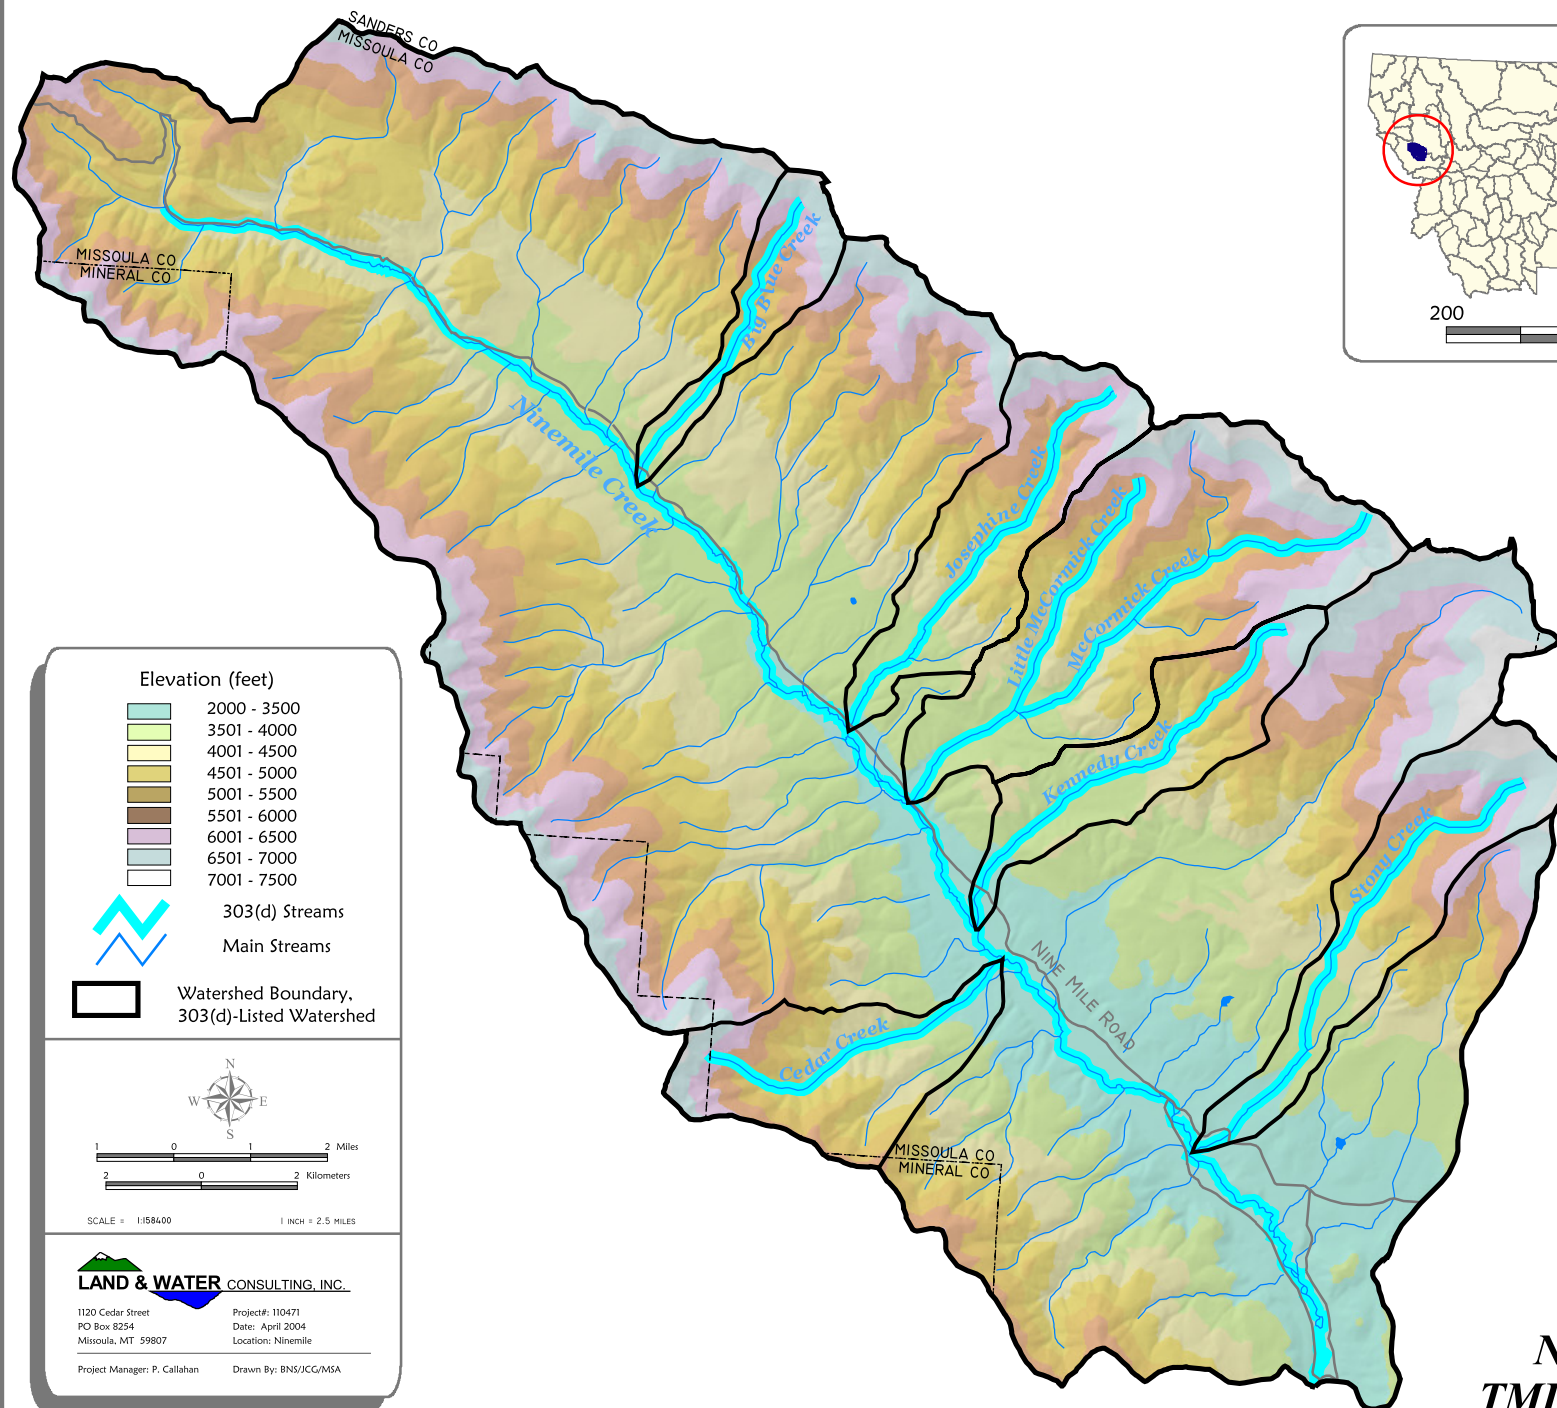 SANDERS CO
MISSOULA CO
200
MISSOULA CO
MINERAL CO
Big Blue Creek
Ninemile Creek
Josephine Creek
Little McCormick Creek
McCormick Creek
Kennedy Creek
Stony Creek
NINE MILE ROAD
Cedar Creek
MISSOULA CO
MINERAL CO
Elevation (feet)
2000 - 3500
3501 - 4000
4001 - 4500
4501 - 5000
5001 - 5500
5501 - 6000
6001 - 6500
6501 - 7000
7001 - 7500
303(d) Streams
Main Streams
Watershed Boundary,
303(d)-Listed Watershed
N
W E
S
1 0 1 2 Miles
2 0 2 Kilometers
SCALE = 1:158400 1 INCH = 2.5 MILES
LAND & WATER CONSULTING, INC.
1120 Cedar Street Project#: 110471
PO Box 8254 Date: April 2004
Missoula, MT 59807 Location: Ninemile
Project Manager: P. Callahan Drawn By: BNS/JCG/MSA